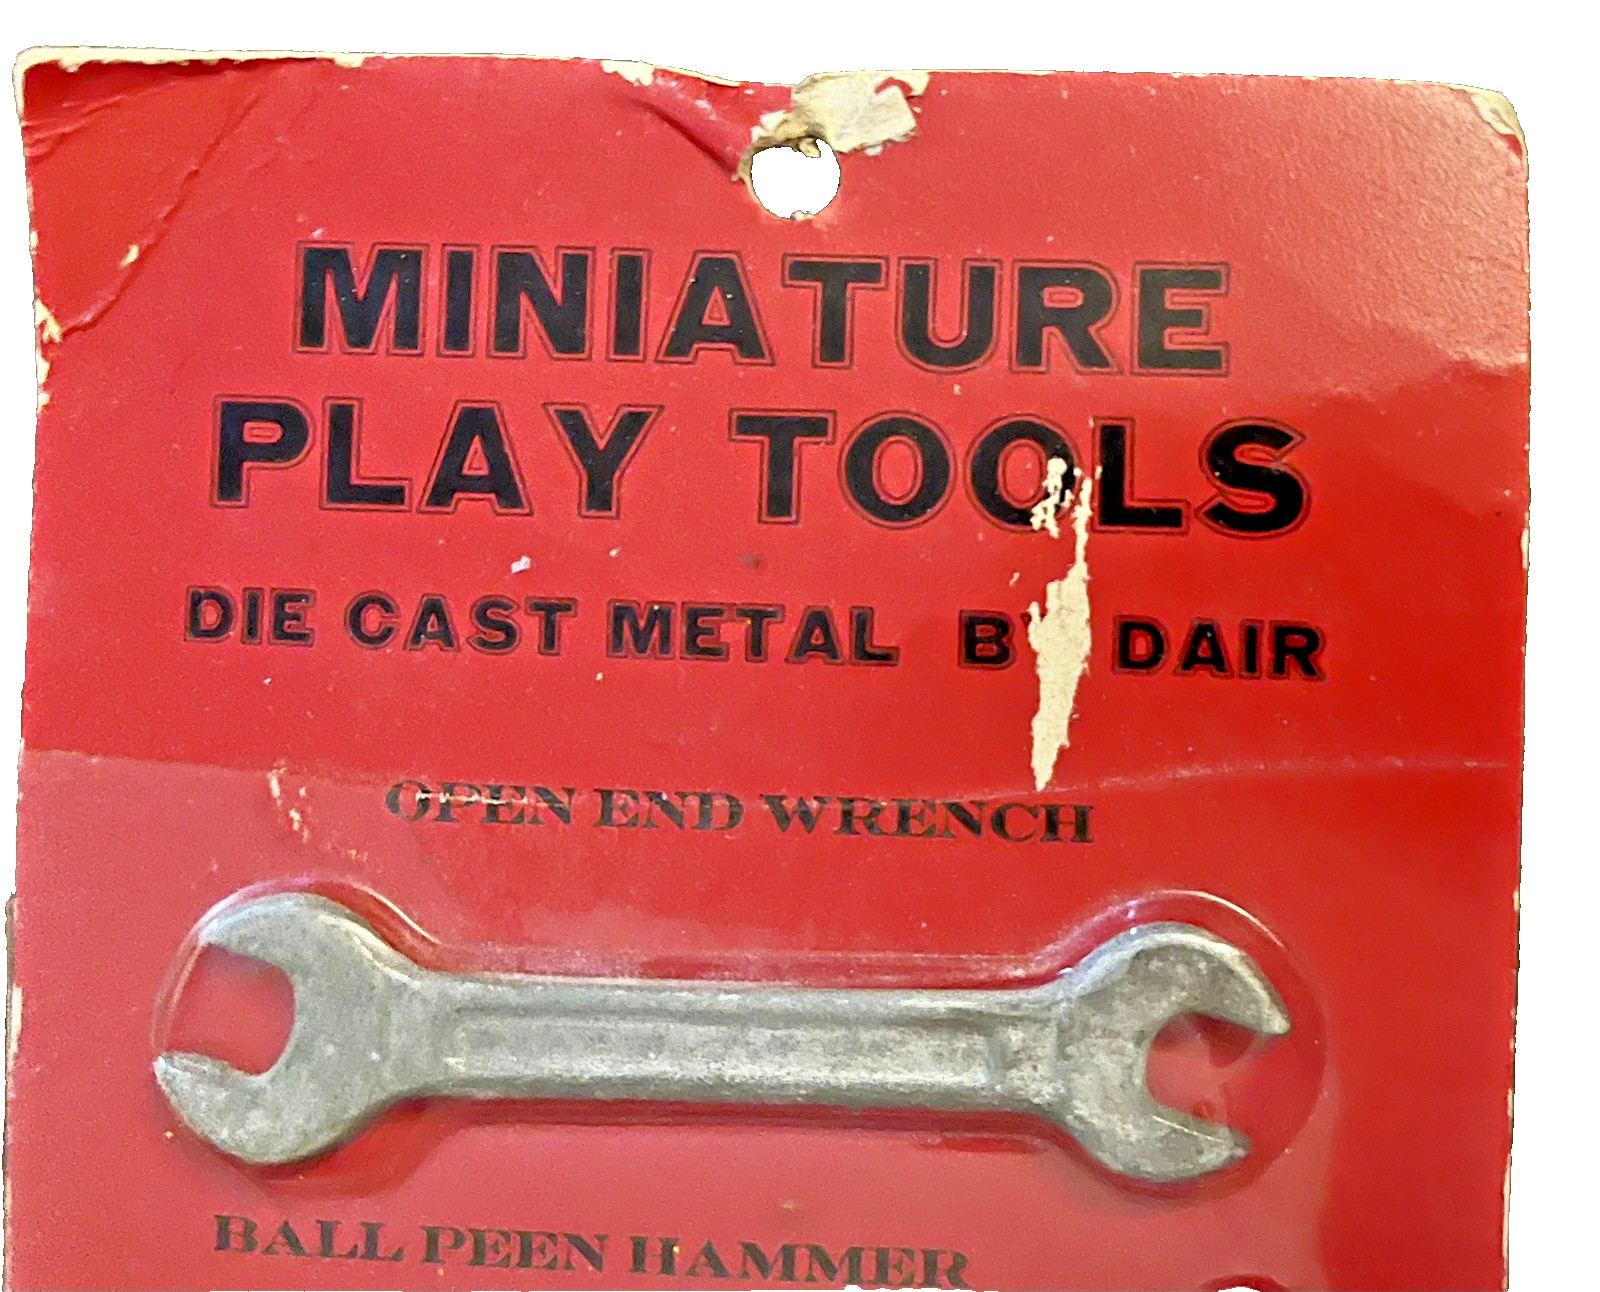 MINIATURE
PLAY TOOLS
DIE CAST METAL B DAIR
OPEN END WRENCH
BALL PEEN HAMMER